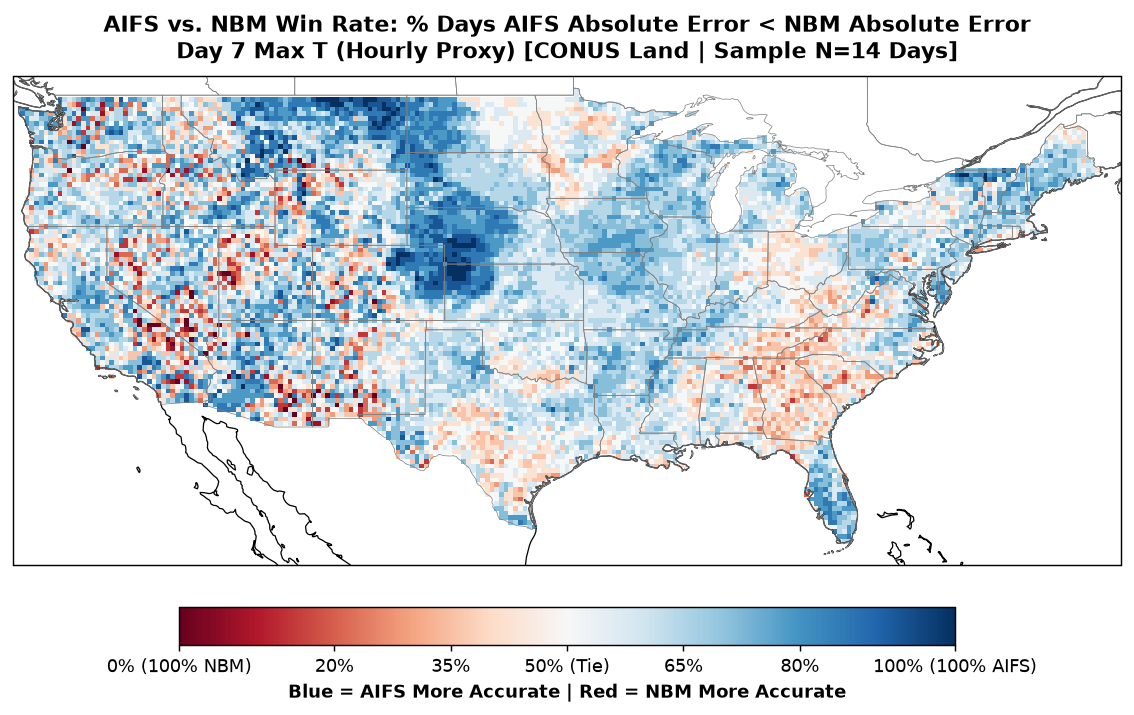 AIFS vs. NBM Win Rate: % Days AIFS Absolute Error < NBM Absolute Error
Day 7 Max T (Hourly Proxy) [CONUS Land | Sample N=14 Days]
0% (100% NBM) 20% 35% 50% (Tie) 65% 80% 100% (100% AIFS)
Blue = AIFS More Accurate | Red = NBM More Accurate